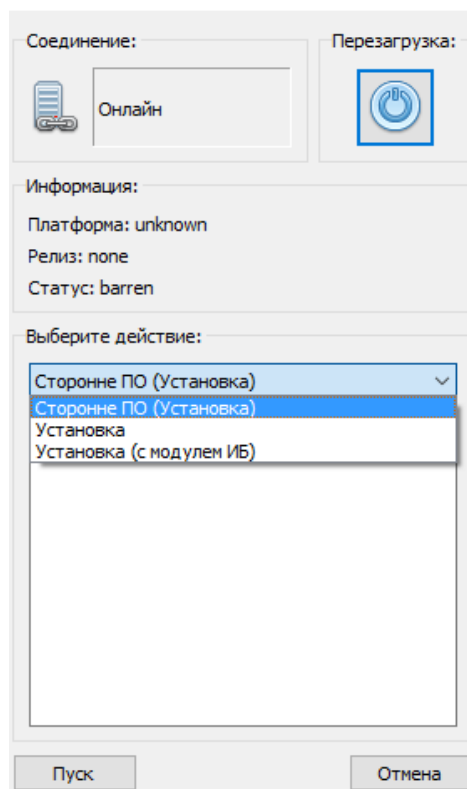 Соединение:
Перезагрузка:
Онлайн
Информация:
Платформа: unknown
Релиз: none
Статус: barren
Выберите действие:
Сторонне ПО (Установка)
Сторонне ПО (Установка)
Установка
Установка (с модулем ИБ)
Пуск
Отмена